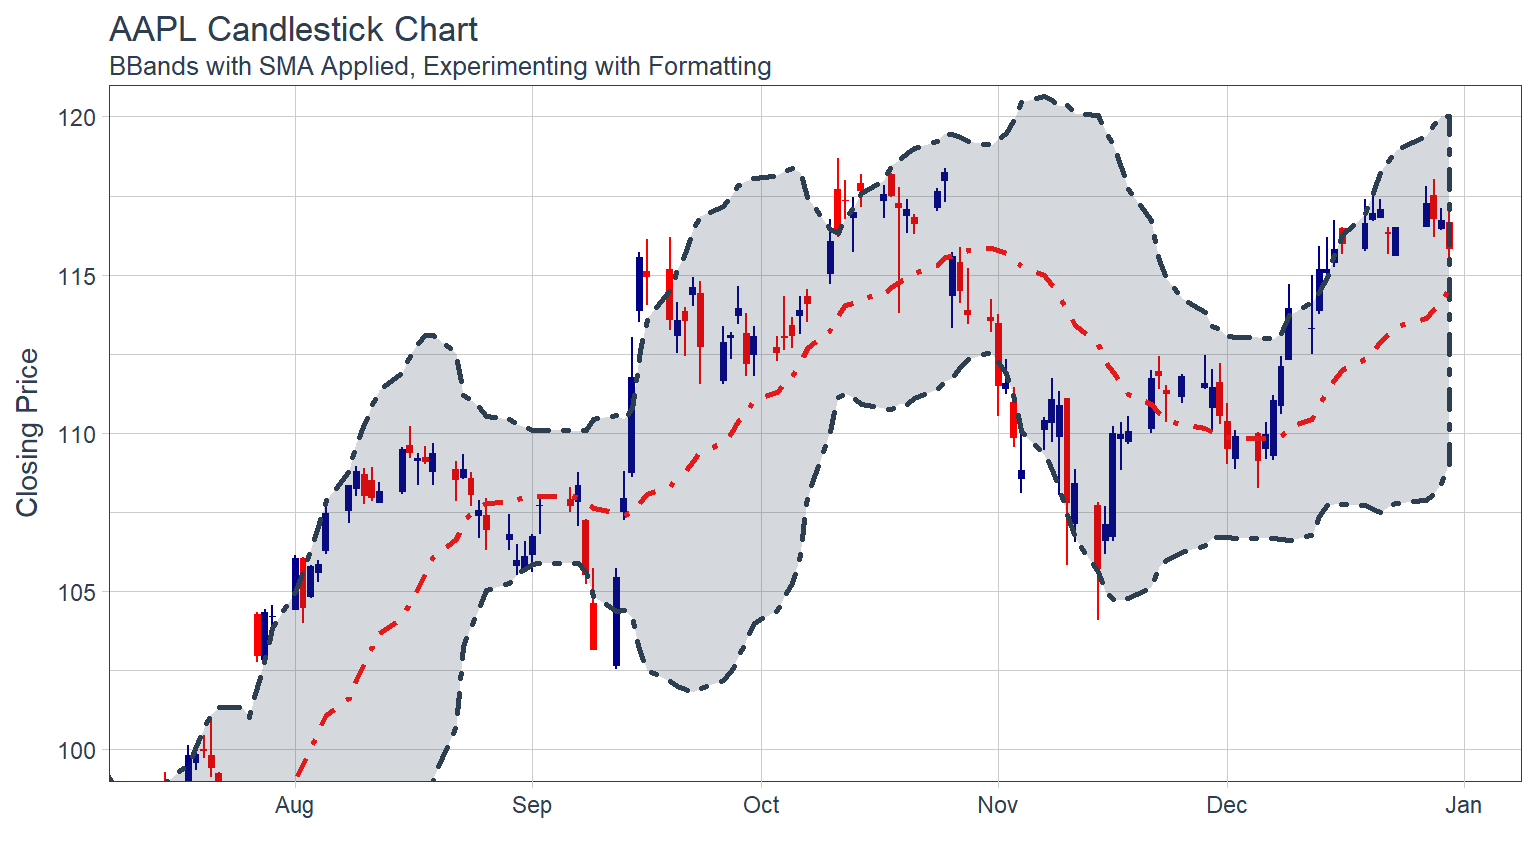 AAPL Candlestick Chart
BBands with SMA Applied, Experimenting with Formatting
Closing Price
120
115
110
105
100
Aug Sep Oct Nov Dec Jan